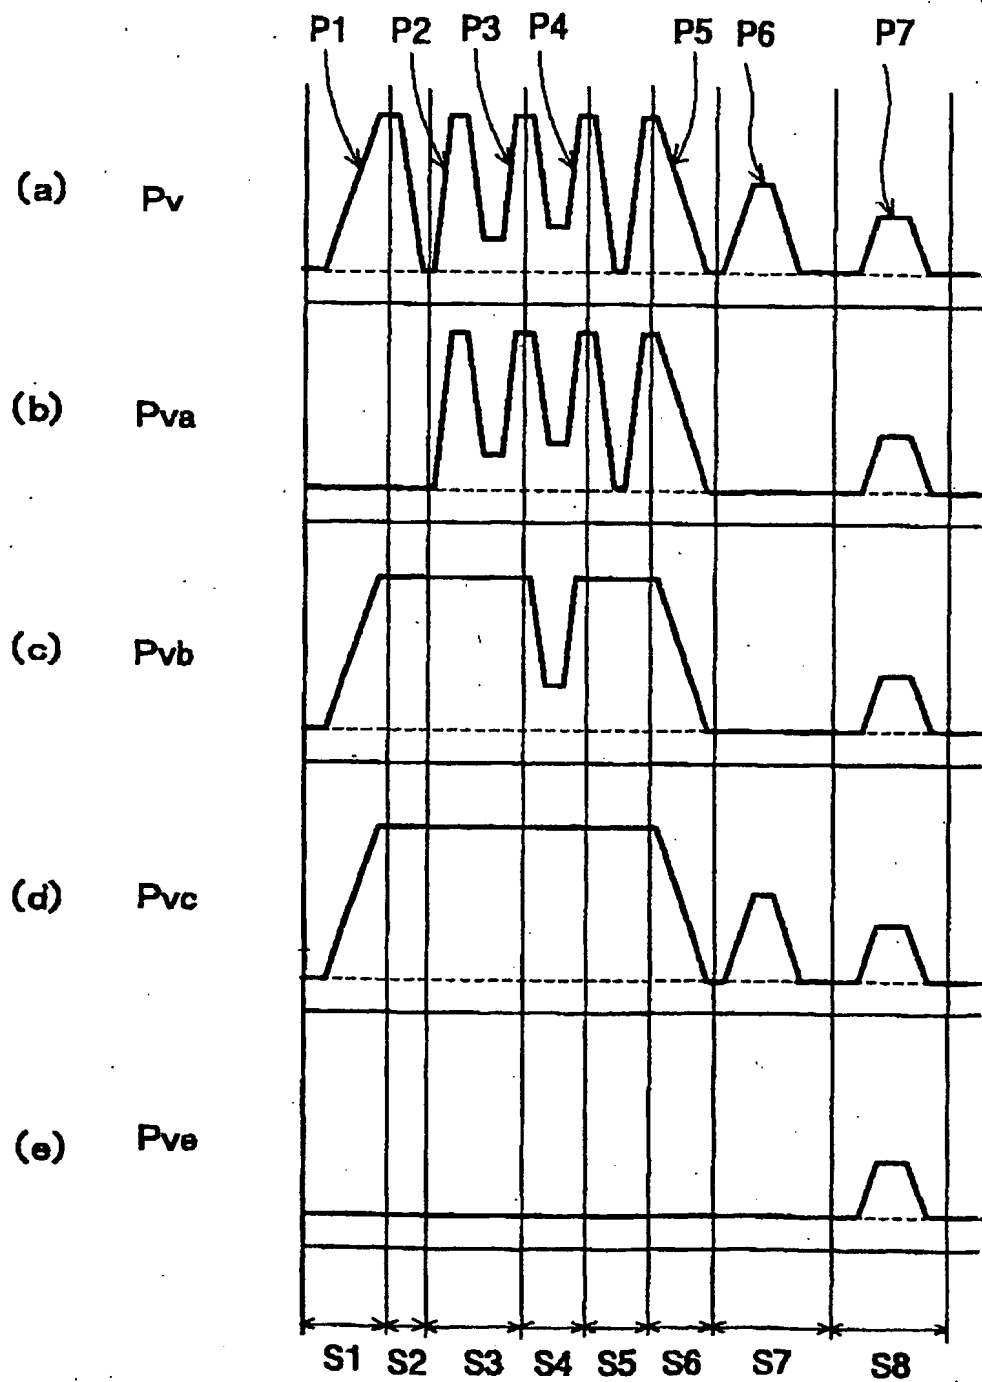 P1 P2 P3 P4 P5 P6 P7
(a) Pv
(b) Pva
(c) Pvb
(d) Pvc
(e) Pve
S1 S2 S3 S4 S5 S6 S7 S8